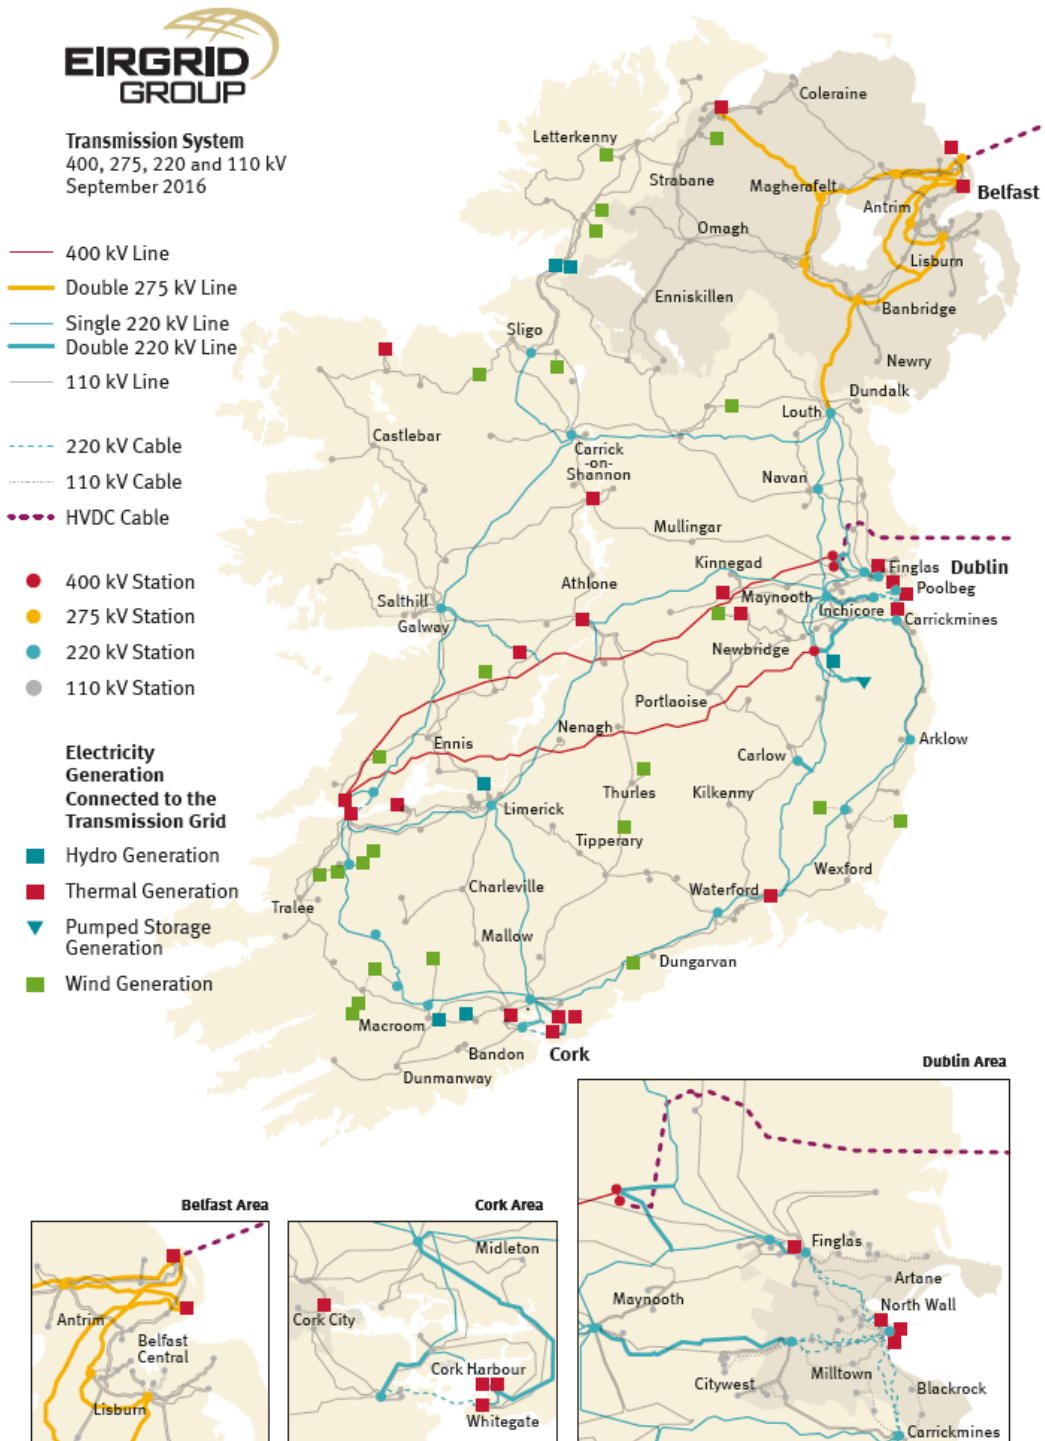 EIRGRID
GROUP
Transmission System
400, 275, 220 and 110 kV
September 2016
400 kV Line
Double 275 kV Line
Single 220 kV Line
Double 220 kV Line
110 kV Line
220 kV Cable
110 kV Cable
HVDC Cable
400 kV Station
275 kV Station
220 kV Station
110 kV Station
Electricity
Generation
Connected to the
Transmission Grid
Hydro Generation
Thermal Generation
Pumped Storage
Generation
Wind Generation
Coleraine
Letterkenny
Strabane
Magherafelt
Belfast
Antrim
Omagh
Lisburn
Enniskillen
Banbridge
Sligo
Newry
Dundalk
Louth
Castlebar
Carrick
-on-
Shannon
Navan
Mullingar
Kinnegad
Finglas
Dublin
Athlone
Poolbeg
Maynooth
Salthill
Inchicore
Galway
Carrickmines
Newbridge
Portlaoise
Nenagh
Ennis
Arklow
Carlow
Thurles
Kilkenny
Limerick
Tipperary
Wexford
Charleville
Waterford
Tralee
Mallow
Dungarvan
Macroom
Bandon
Cork
Dunmanway
Dublin Area
Finglas
Artane
Maynooth
North Wall
Milltown
Citywest
Blackrock
Carrickmines
Belfast Area
Antrim
Belfast
Central
Lisburn
Cork Area
Midleton
Cork City
Cork Harbour
Whitegate